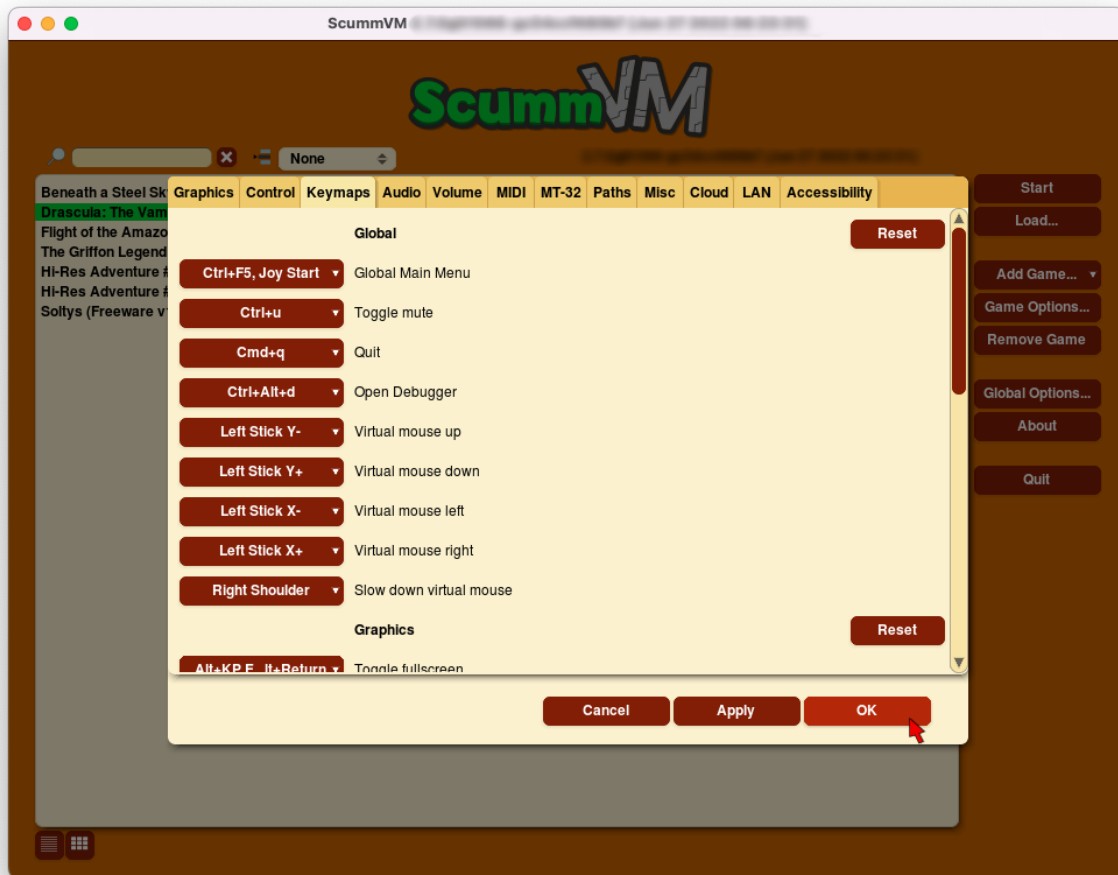 ScummVM
ScummVM
None
Beneath a Steel Sk
Drascula: The Vam
Flight of the Amazo
The Griffon Legend
Hi-Res Adventure #
Hi-Res Adventure #
Soltys (Freeware v
Graphics Control Keymaps Audio Volume MIDI MT-32 Paths Misc Cloud LAN Accessibility
Global Reset
Ctrl+F5, Joy Start Global Main Menu
Ctrl+u Toggle mute
Cmd+q Quit
Ctrl+Alt+d Open Debugger
Left Stick Y- Virtual mouse up
Left Stick Y+ Virtual mouse down
Left Stick X- Virtual mouse left
Left Stick X+ Virtual mouse right
Right Shoulder Slow down virtual mouse
Graphics Reset
Alt+KP E lt+Return Toggle fullscreen
Cancel Apply OK
Start
Load...
Add Game...
Game Options...
Remove Game
Global Options...
About
Quit